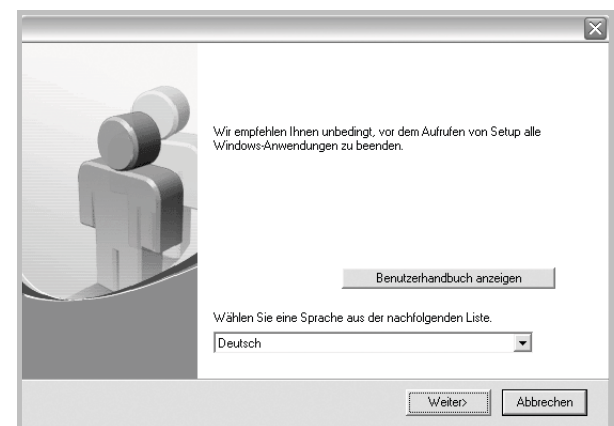 Wir empfehlen Ihnen unbedingt, vor dem Aufrufen von Setup alle
Windows-Anwendungen zu beenden.
Benutzerhandbuch anzeigen
Wählen Sie eine Sprache aus der nachfolgenden Liste.
Deutsch
Weiter>
Abbrechen